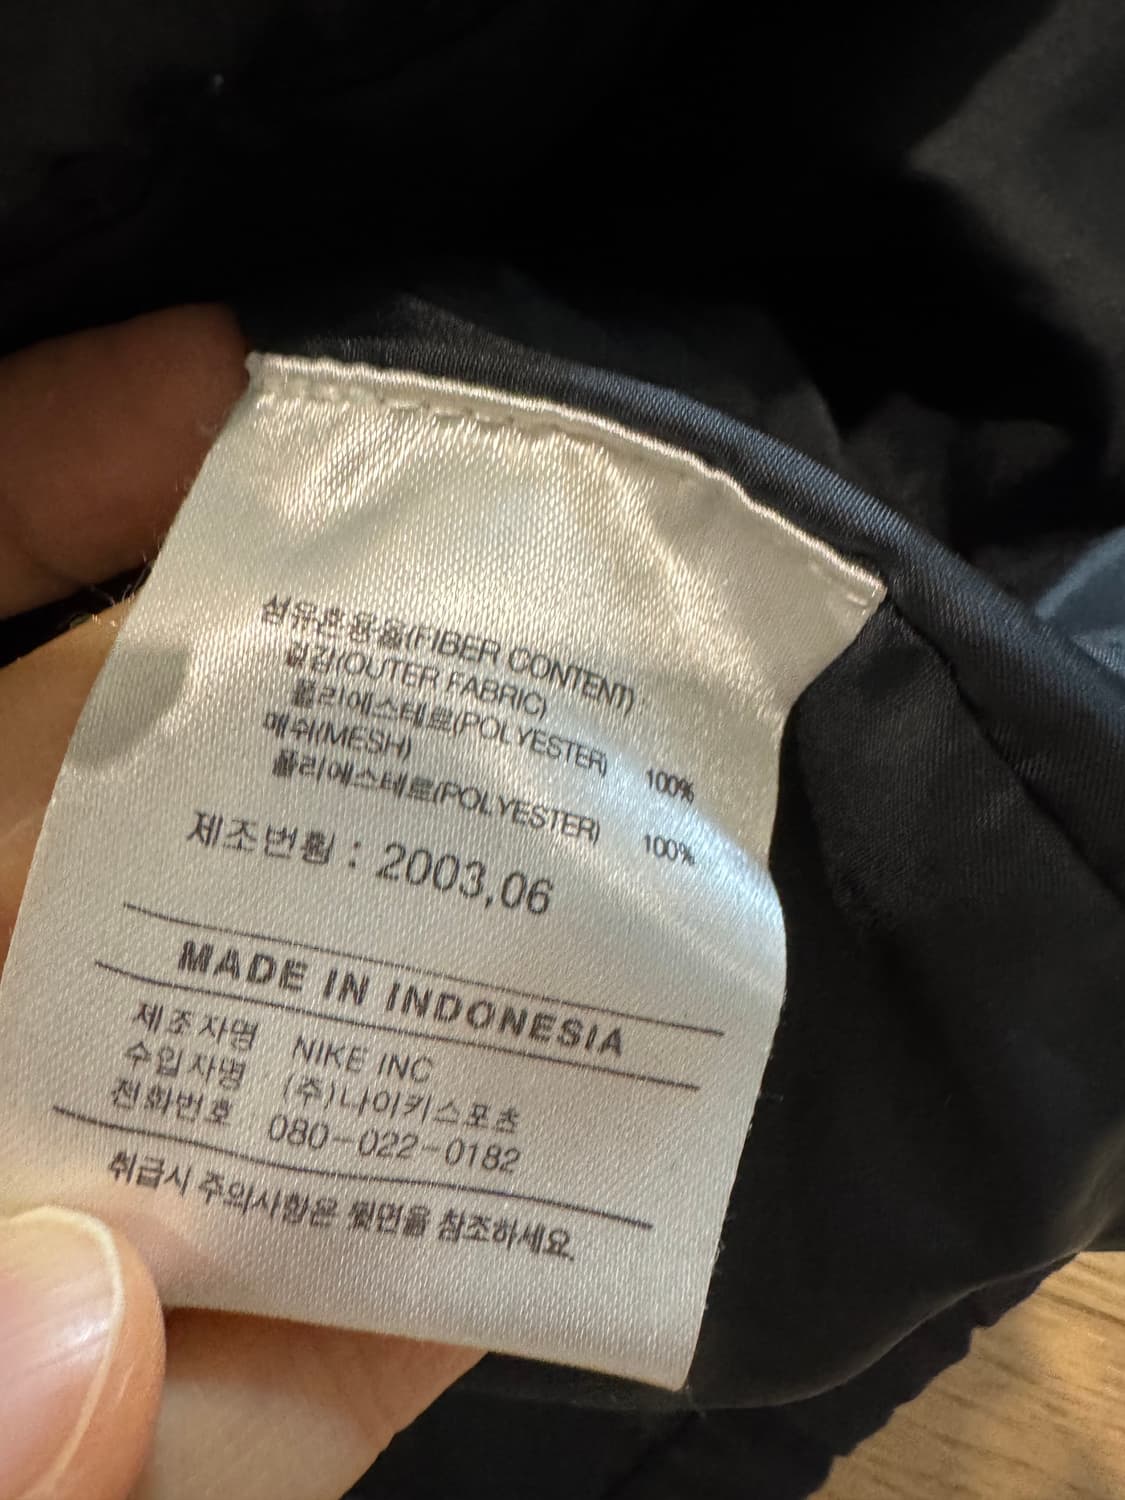 섬유혼용율(FIBER CONTENT)
겉감(OUTER FABRIC)
폴리에스테르(POLYESTER) 100%
매쉬(MESH)
폴리에스테르(POLYESTER) 100%
제조번훨 : 2003,06
MADE IN INDONESIA
제조자명 NIKE INC
수입자명 (주)나이키스포츠
전화번호 080-022-0182
취급시 주의사항은 뒷면을 참조하세요.